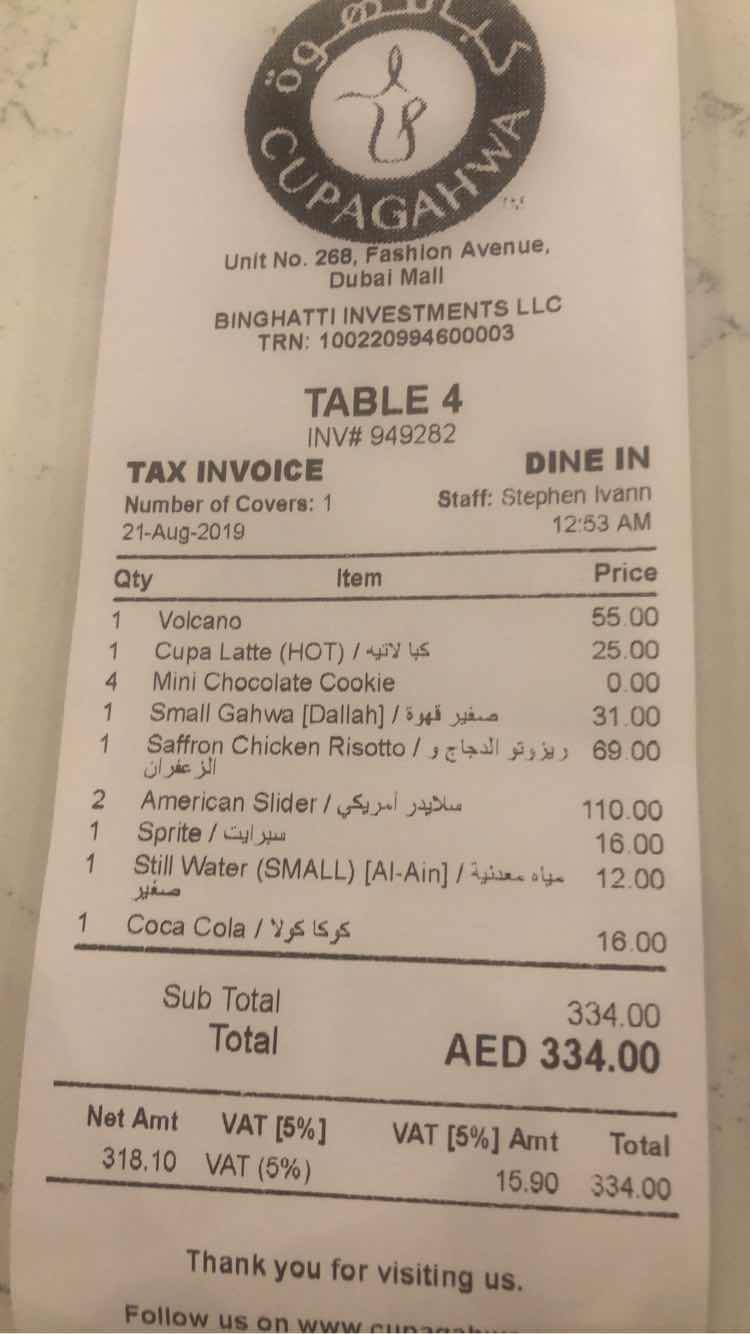 كباقهوة
CUPAGAHWA
Unit No. 268, Fashion Avenue,
Dubai Mall
BINGHATTI INVESTMENTS LLC
TRN: 100220994600003
TABLE 4
INV# 949282
TAX INVOICE DINE IN
Number of Covers: 1 Staff: Stephen Ivann
21-Aug-2019 12:53 AM
Qty Item Price
1 Volcano 55.00
1 Cupa Latte (HOT) / كبا لاتيه 25.00
4 Mini Chocolate Cookie 0.00
1 Small Gahwa [Dallah] / صغير قهوة 31.00
1 Saffron Chicken Risotto / ريزوتو الدجاج و 69.00
الزعفران
2 American Slider / سلايدر أمريكي 110.00
1 Sprite / سبرايت 16.00
1 Still Water (SMALL) [Al-Ain] / مياه معدنية 12.00
صغير
1 Coca Cola / كوكا كولا 16.00
Sub Total 334.00
Total AED 334.00
Net Amt VAT [5%] VAT [5%] Amt Total
318.10 VAT (5%) 15.90 334.00
Thank you for visiting us.
Follow us on www